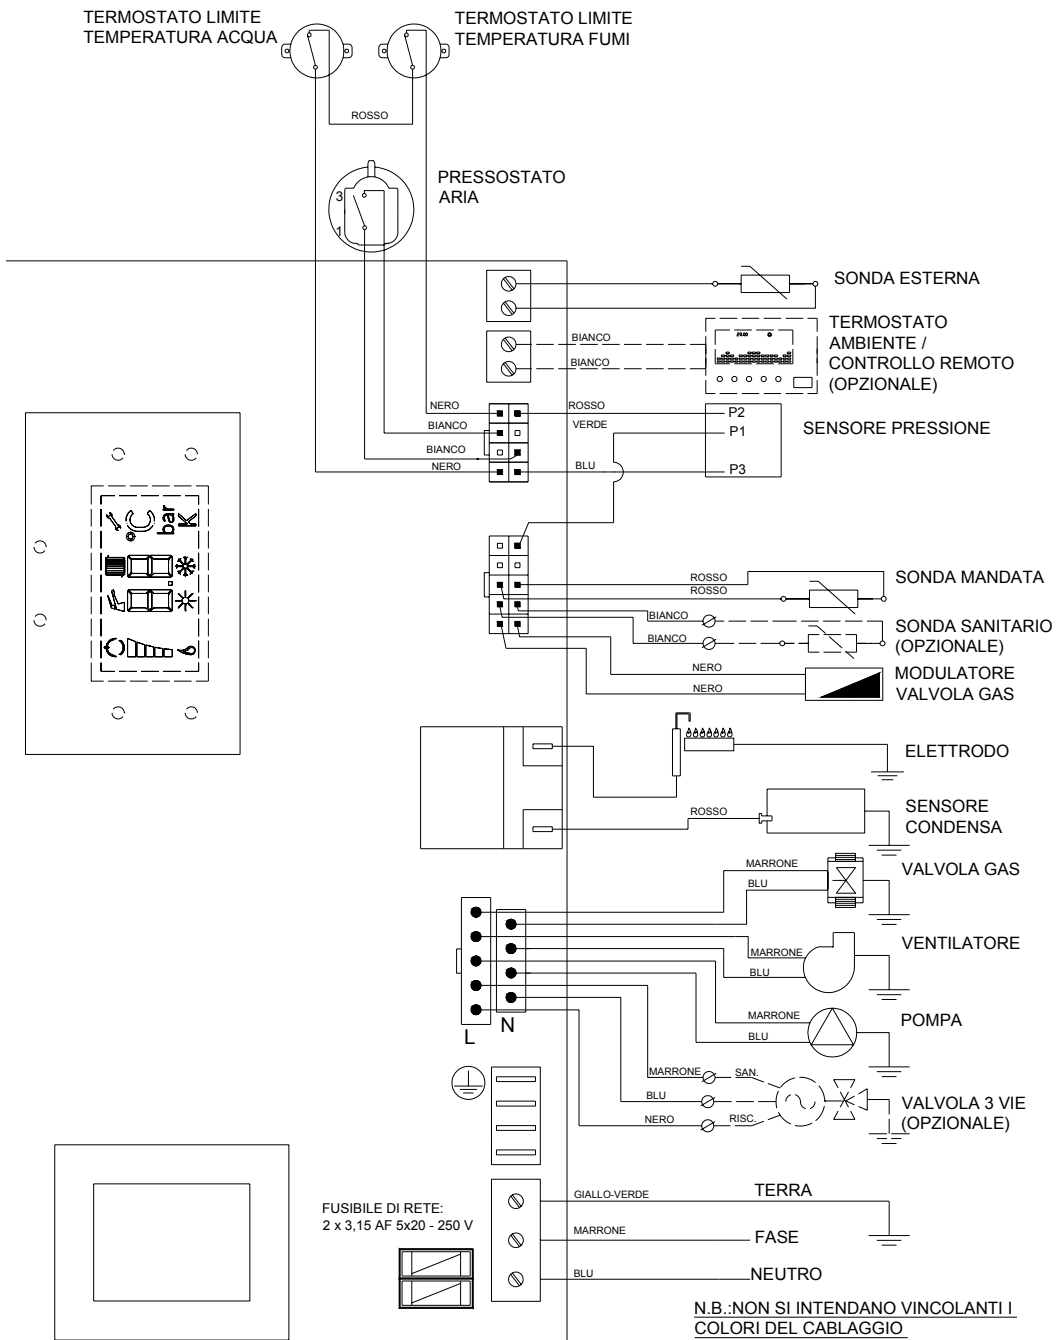 TERMOSTATO LIMITE
TEMPERATURA ACQUA
TERMOSTATO LIMITE
TEMPERATURA FUMI
ROSSO
PRESSOSTATO
ARIA
3
1
SONDA ESTERNA
TERMOSTATO
AMBIENTE /
CONTROLLO REMOTO
(OPZIONALE)
BIANCO
BIANCO
NERO
ROSSO
P2
BIANCO
VERDE
P1
SENSORE PRESSIONE
BIANCO
NERO
BLU
P3
°C
bar
K
ROSSO
ROSSO
SONDA MANDATA
BIANCO
BIANCO
SONDA SANITARIO
(OPZIONALE)
NERO
NERO
MODULATORE
VALVOLA GAS
ELETTRODO
ROSSO
SENSORE
CONDENSA
MARRONE
BLU
VALVOLA GAS
MARRONE
BLU
VENTILATORE
L
N
MARRONE
BLU
POMPA
MARRONE
SAN.
BLU
NERO
RISC.
VALVOLA 3 VIE
(OPZIONALE)
FUSIBILE DI RETE:
2 x 3,15 AF 5x20 - 250 V
GIALLO-VERDE
TERRA
MARRONE
FASE
BLU
NEUTRO
N.B.:NON SI INTENDANO VINCOLANTI I
COLORI DEL CABLAGGIO